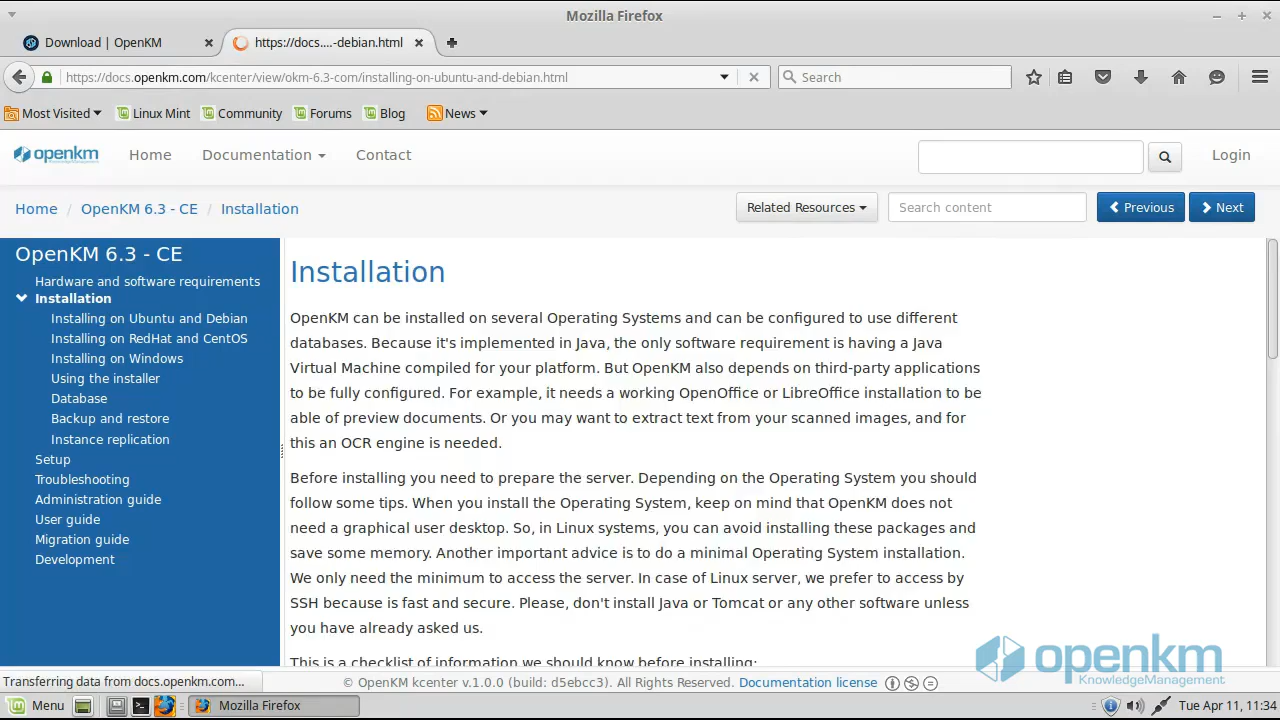 Mozilla Firefox
Download | OpenKM
https://docs....-debian.html
https://docs.openkm.com/kcenter/view/okm-6.3-com/installing-on-ubuntu-and-debian.html
Search
Most Visited
Linux Mint
Community
Forums
Blog
News
openkm
KnowledgeManagement
Home
Documentation
Contact
Login
Home / OpenKM 6.3 - CE / Installation
Related Resources
Search content
Previous
Next
OpenKM 6.3 - CE
Hardware and software requirements
Installation
Installing on Ubuntu and Debian
Installing on RedHat and CentOS
Installing on Windows
Using the installer
Database
Backup and restore
Instance replication
Setup
Troubleshooting
Administration guide
User guide
Migration guide
Development
Installation
OpenKM can be installed on several Operating Systems and can be configured to use different
databases. Because it's implemented in Java, the only software requirement is having a Java
Virtual Machine compiled for your platform. But OpenKM also depends on third-party applications
to be fully configured. For example, it needs a working OpenOffice or LibreOffice installation to be
able of preview documents. Or you may want to extract text from your scanned images, and for
this an OCR engine is needed.
Before installing you need to prepare the server. Depending on the Operating System you should
follow some tips. When you install the Operating System, keep on mind that OpenKM does not
need a graphical user desktop. So, in Linux systems, you can avoid installing these packages and
save some memory. Another important advice is to do a minimal Operating System installation.
We only need the minimum to access the server. In case of Linux server, we prefer to access by
SSH because is fast and secure. Please, don't install Java or Tomcat or any other software unless
you have already asked us.
This is a checklist of information we should know before installing:
openkm
KnowledgeManagement
Transferring data from docs.openkm.com...
© OpenKM kcenter v.1.0.0 (build: d5ebcc3). All Rights Reserved. Documentation license
Menu
Mozilla Firefox
Tue Apr 11, 11:34